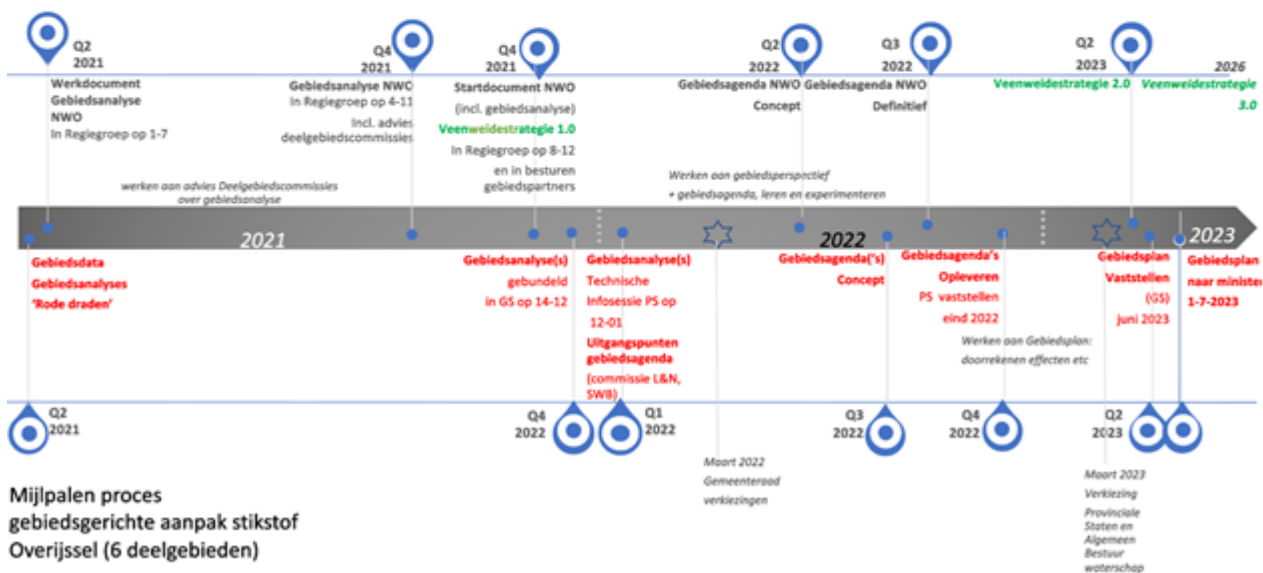 Q2
2021
Werkdocument
Gebiedsanalyse
NWO
In Regiegroep op 1-7
Q4
2021
Gebiedsanalyse NWO
In Regiegroep op 4-11
Incl. advies
deelgebiedscommissies
Q4
2021
Startdocument NWO
(incl. gebiedsanalyse)
Veenweidestrategie 1.0
In Regiegroep op 8-12
en in besturen
gebiedspartners
Q2
2022
Gebiedsagenda NWO
Concept
Q3
2022
Gebiedsagenda NWO
Definitief
Q2
2023
Veenweidestrategie 2.0
2026
Veenweidestrategie
3.0
werken aan advies Deelgebiedscommissies
over gebiedsanalyse
Werken aan gebiedsperspectief
+ gebiedsagenda, leren en experimenteren
2021
2022
2023
Gebiedsdata
Gebiedsanalyses
'Rode draden'
Gebiedsanalyse(s)
gebundeld
in GS op 14-12
Gebiedsanalyse(s)
Technische
Infosessie PS op
12-01
Uitgangspunten
gebiedsagenda
(commissie L&N,
SWB)
Gebiedsagenda('s)
Concept
Gebiedsagenda's
Opleveren
PS vaststellen
eind 2022
Werken aan Gebiedsplan:
doorrekenen effecten etc
Gebiedsplan
Vaststellen
(GS)
juni 2023
Gebiedsplan
naar minister
1-7-2023
Q2
2021
Q4
2022
Q1
2022
Q3
2022
Q4
2022
Q2
2023
Maart 2022
Gemeenteraad
verkiezingen
Maart 2023
Verkiezing
Provinciale
Staten en
Algemeen
Bestuur
waterschap
Mijlpalen proces
gebiedsgerichte aanpak stikstof
Overijssel (6 deelgebieden)